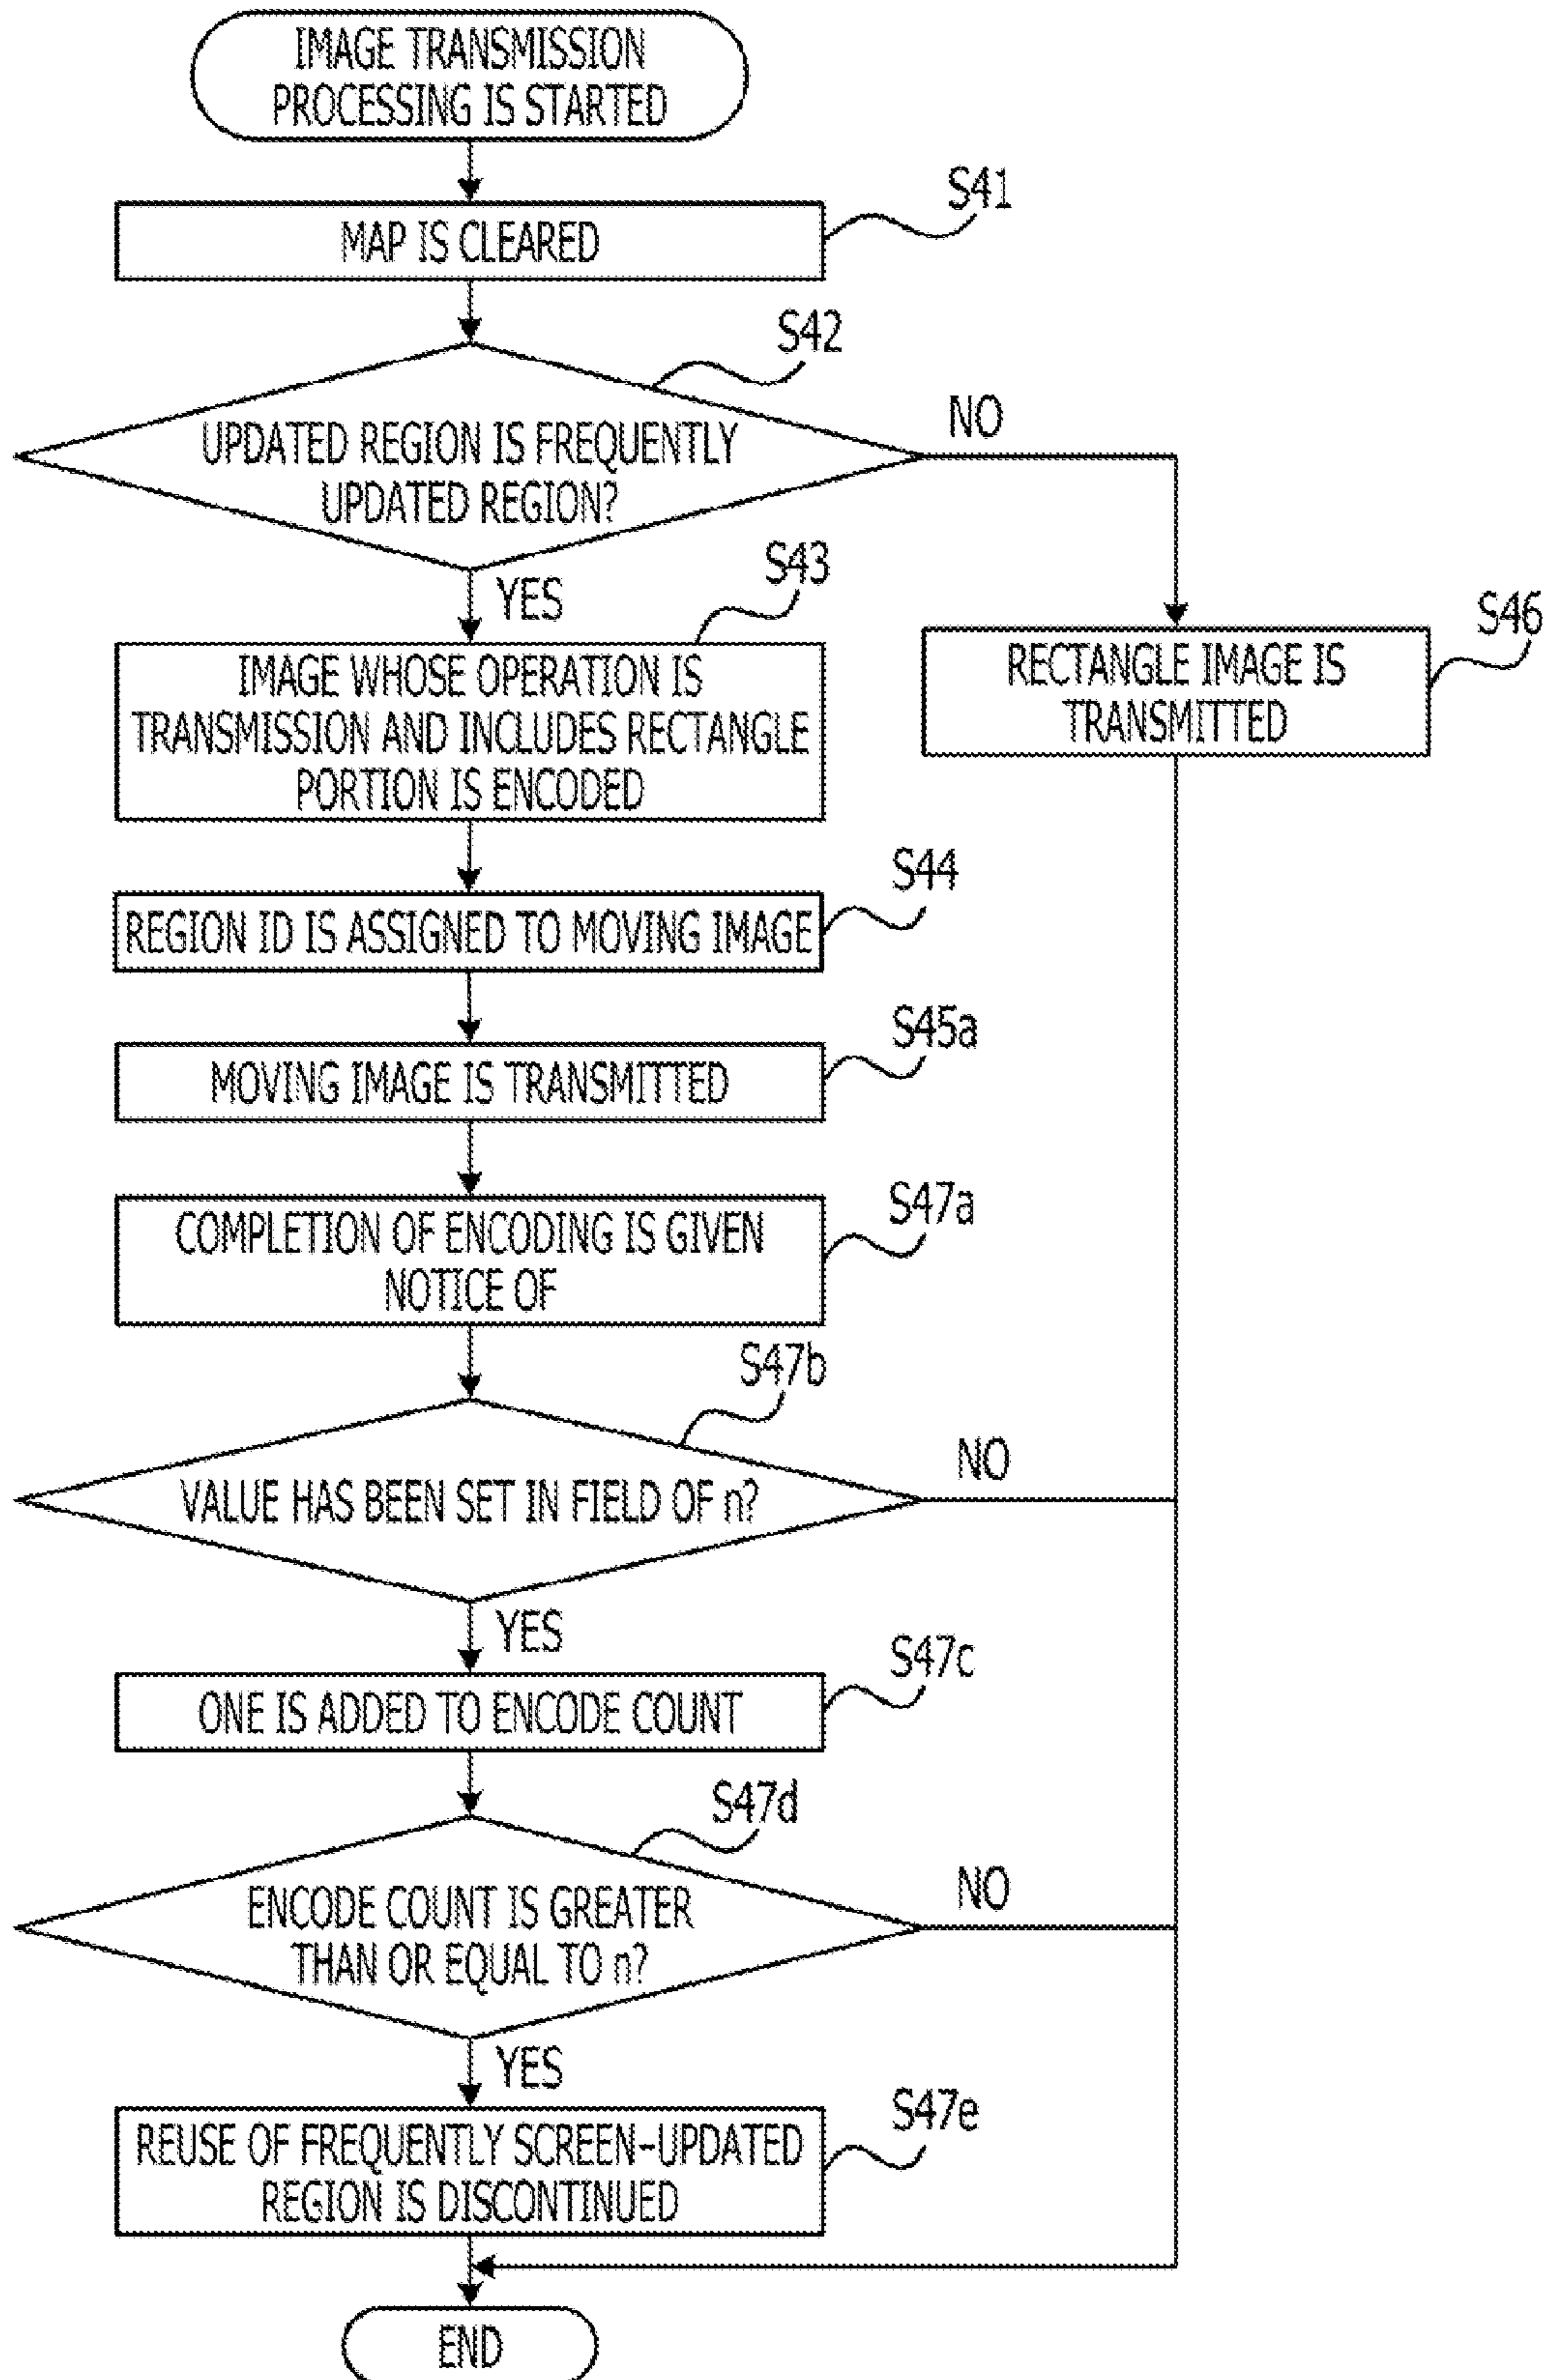 IMAGE TRANSMISSION
PROCESSING IS STARTED
S41
MAP IS CLEARED
S42
UPDATED REGION IS FREQUENTLY
UPDATED REGION?
NO
YES
S43
IMAGE WHOSE OPERATION IS
TRANSMISSION AND INCLUDES RECTANGLE
PORTION IS ENCODED
S46
RECTANGLE IMAGE IS
TRANSMITTED
S44
REGION ID IS ASSIGNED TO MOVING IMAGE
S45a
MOVING IMAGE IS TRANSMITTED
S47a
COMPLETION OF ENCODING IS GIVEN
NOTICE OF
S47b
VALUE HAS BEEN SET IN FIELD OF n?
NO
YES
S47c
ONE IS ADDED TO ENCODE COUNT
S47d
ENCODE COUNT IS GREATER
THAN OR EQUAL TO n?
NO
YES
S47e
REUSE OF FREQUENTLY SCREEN-UPDATED
REGION IS DISCONTINUED
END